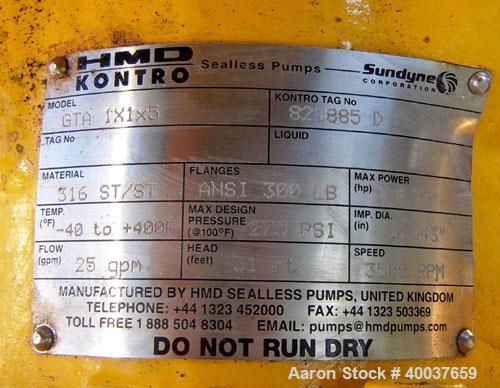 HMD
KONTRO Sealless Pumps Sundyne
CORPORATION
MODEL KONTRO TAG No
GTA 1X1x5 821885 D
TAG No LIQUID
MATERIAL FLANGES MAX POWER
(hp)
316 ST/ST ANSI 300 LB
TEMP. MAX DESIGN IMP. DIA.
(°F) PRESSURE (in)
(@100°F)
-40 to +400F 275 PSI
FLOW HEAD SPEED
(gpm) (feet)
25 gpm 3500 RPM
MANUFACTURED BY HMD SEALLESS PUMPS, UNITED KINGDOM
TELEPHONE: +44 1323 452000 FAX: +44 1323 503369
TOLL FREE 1 888 504 8304 EMAIL: pumps@hmdpumps.com
DO NOT RUN DRY
Aaron Stock # 40037659